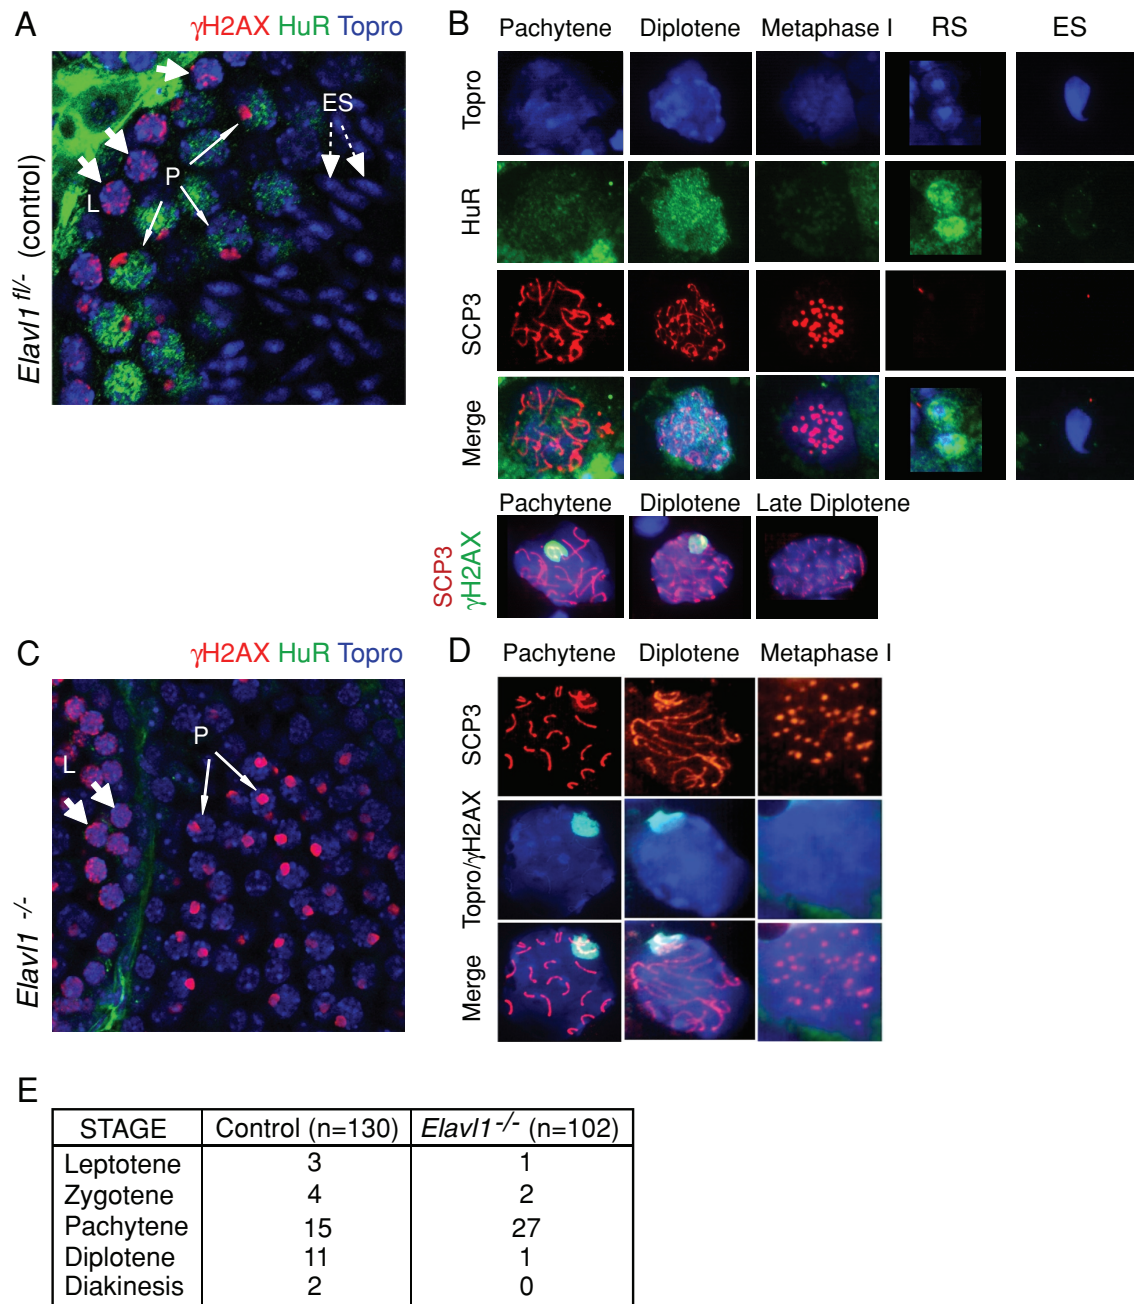 A
γH2AX HuR Topro
Elavl1 fl/- (control)
ES
P
L
B
Pachytene Diplotene Metaphase I RS ES
Topro
HuR
SCP3
Merge
Pachytene Diplotene Late Diplotene
SCP3
γH2AX
C
γH2AX HuR Topro
Elavl1 -/-
P
L
D
Pachytene Diplotene Metaphase I
SCP3
Topro/γH2AX
Merge
E
STAGE Control (n=130) Elavl1-/- (n=102)
Leptotene 3 1
Zygotene 4 2
Pachytene 15 27
Diplotene 11 1
Diakinesis 2 0